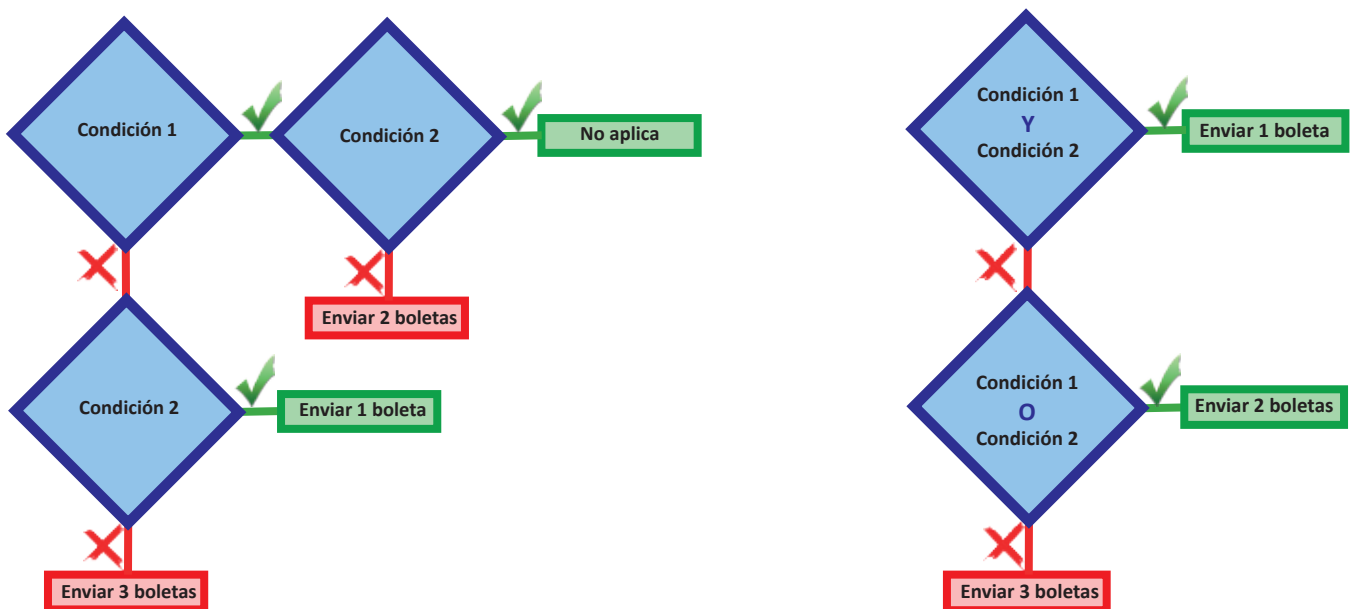 Condición 1
Condición 2
No aplica
Enviar 2 boletas
Condición 2
Enviar 1 boleta
Enviar 3 boletas
Condición 1
Y
Condición 2
Enviar 1 boleta
Condición 1
O
Condición 2
Enviar 2 boletas
Enviar 3 boletas